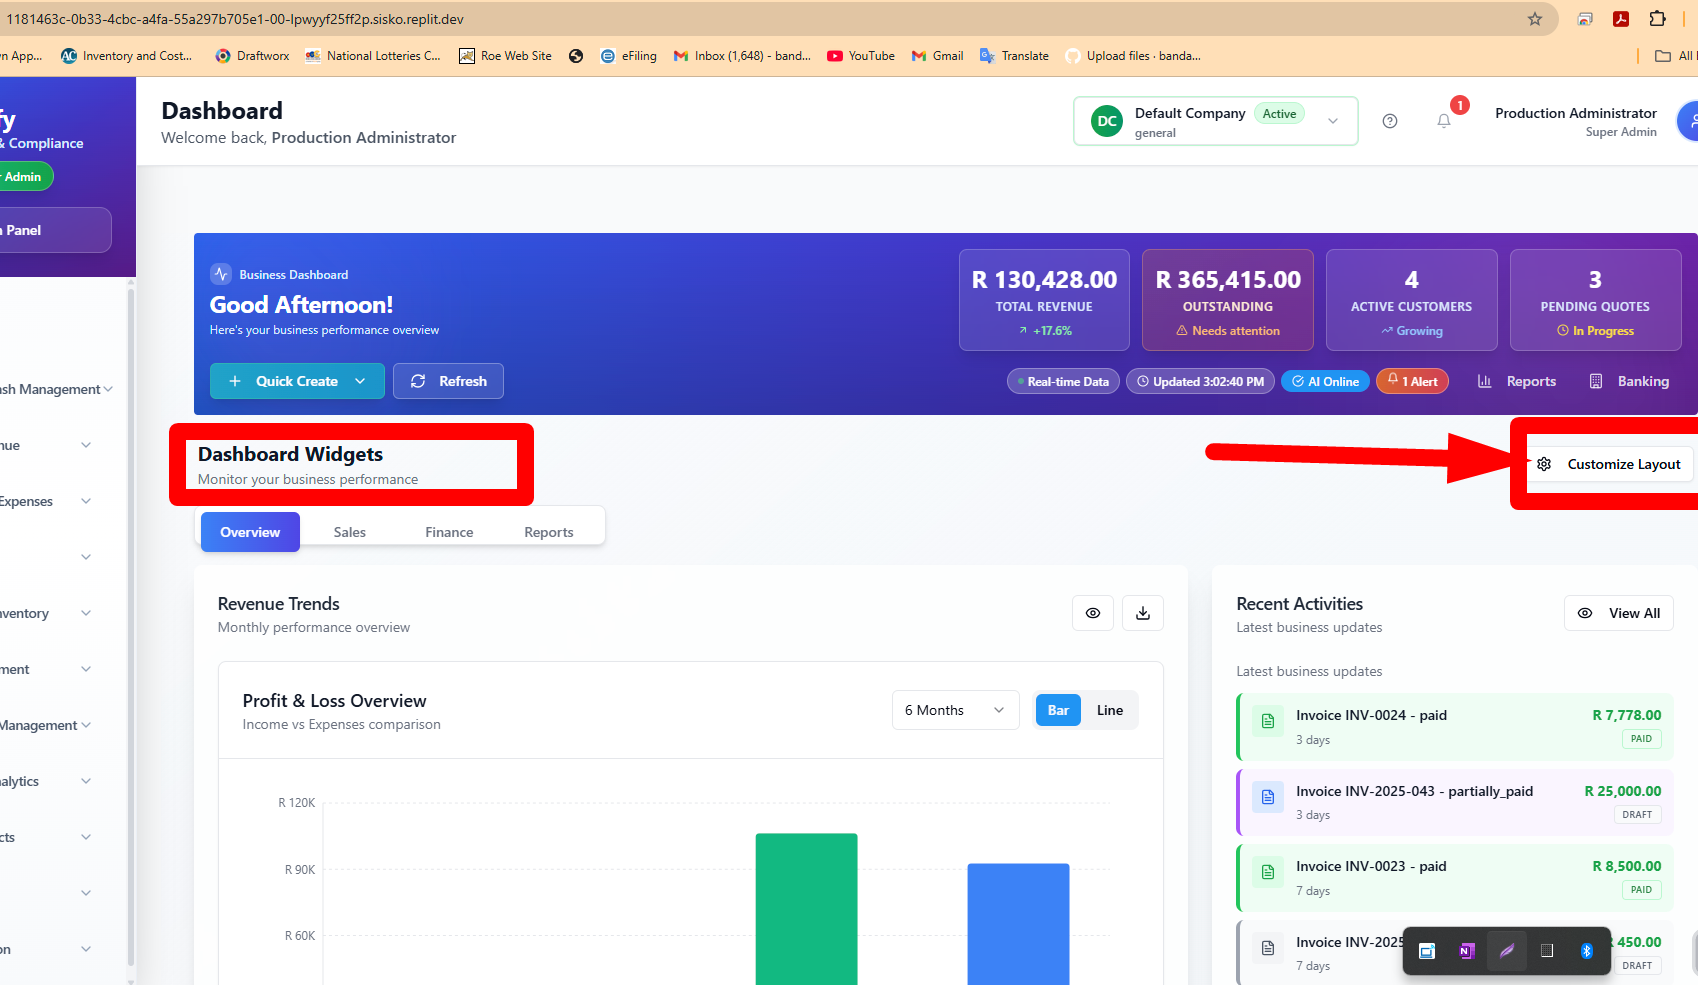 1181463c-0b33-4cbc-a4fa-55a297b705e1-00-lpwyyf25ff2p.sisko.replit.dev
n App... Inventory and Cost... Draftworx National Lotteries C... Roe Web Site eFiling Inbox (1,648) - band... YouTube Gmail Translate Upload files · banda... All
fy
& Compliance
Admin
Panel
Dashboard
Welcome back, Production Administrator
DC Default Company Active
general
1
Production Administrator
Super Admin
Business Dashboard
Good Afternoon!
Here's your business performance overview
Quick Create Refresh
R 130,428.00
TOTAL REVENUE
+17.6%
R 365,415.00
OUTSTANDING
Needs attention
4
ACTIVE CUSTOMERS
Growing
3
PENDING QUOTES
In Progress
Real-time Data Updated 3:02:40 PM AI Online 1 Alert Reports Banking
ash Management
nue
Expenses
nventory
ment
Management
alytics
cts
on
Dashboard Widgets
Monitor your business performance
Customize Layout
Overview Sales Finance Reports
Revenue Trends
Monthly performance overview
Profit & Loss Overview
Income vs Expenses comparison
6 Months Bar Line
R 120K
R 90K
R 60K
Recent Activities
Latest business updates
View All
Latest business updates
Invoice INV-0024 - paid R 7,778.00
3 days PAID
Invoice INV-2025-043 - partially_paid R 25,000.00
3 days DRAFT
Invoice INV-0023 - paid R 8,500.00
7 days PAID
Invoice INV-2025 450.00
7 days DRAFT